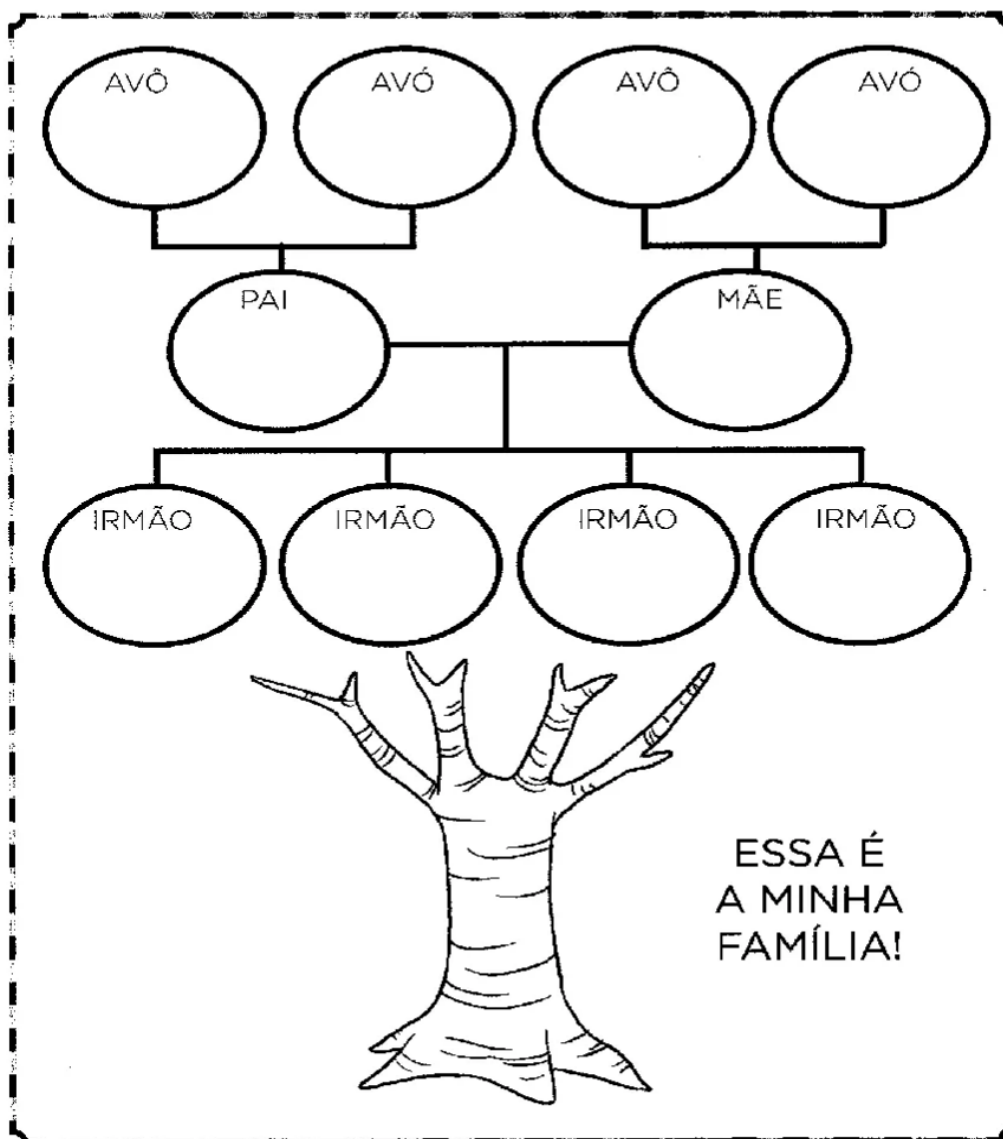 AVÔ AVÓ AVÔ AVÓ
PAI MÃE
IRMÃO IRMÃO IRMÃO IRMÃO
ESSA É
A MINHA
FAMÍLIA!